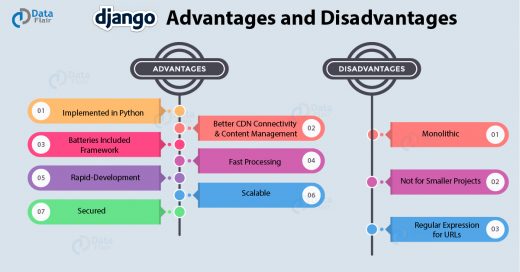 Data Flair
django Advantages and Disadvantages
ADVANTAGES
01 Implemented in Python
Better CDN Connectivity
& Content Management 02
03 Batteries Included
Framework
Fast Processing 04
05 Rapid-Development
Scalable 06
07 Secured
DISADVANTAGES
Monolithic 01
Not for Smaller Projects 02
Regular Expression
for URLs 03